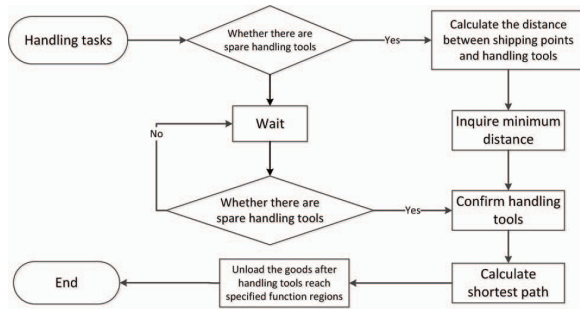 Handling tasks
Whether there are
spare handling tools
Yes
Calculate the distance
between shipping points
and handling tools
No
Wait
Inquire minimum
distance
Whether there are
spare handling tools
Yes
Confirm handling
tools
End
Unload the goods after
handling tools reach
specified function regions
Calculate
shortest path